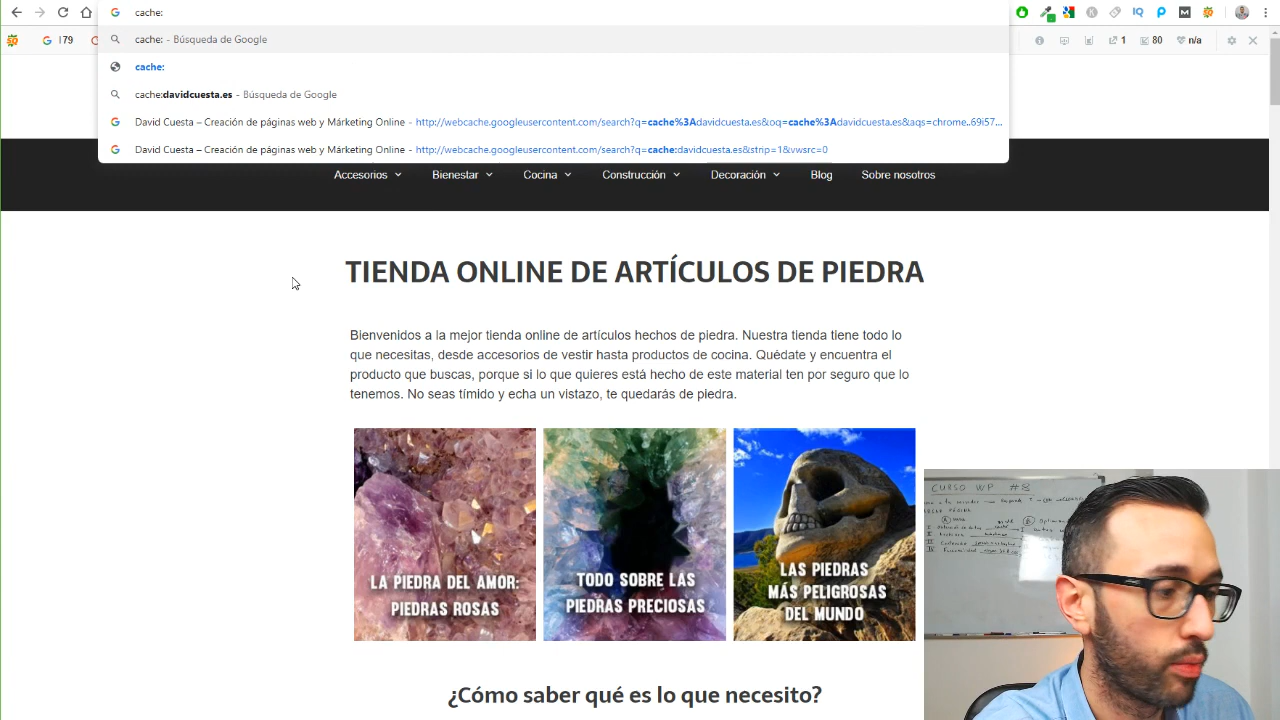 cache:
cache: - Búsqueda de Google
cache:
cache:davidcuesta.es - Búsqueda de Google
David Cuesta – Creación de páginas web y Márketing Online - http://webcache.googleusercontent.com/search?q=cache%3Adavidcuesta.es&oq=cache%3Adavidcuesta.es&aqs=chrome..69i57...
David Cuesta – Creación de páginas web y Márketing Online - http://webcache.googleusercontent.com/search?q=cache:davidcuesta.es&strip=1&vwsrc=0
179
1
80
n/a
Accesorios Bienestar Cocina Construcción Decoración Blog Sobre nosotros
TIENDA ONLINE DE ARTÍCULOS DE PIEDRA
Bienvenidos a la mejor tienda online de artículos hechos de piedra. Nuestra tienda tiene todo lo
que necesitas, desde accesorios de vestir hasta productos de cocina. Quédate y encuentra el
producto que buscas, porque si lo que quieres está hecho de este material ten por seguro que lo
tenemos. No seas tímido y echa un vistazo, te quedarás de piedra.
LA PIEDRA DEL AMOR:
PIEDRAS ROSAS
TODO SOBRE LAS
PIEDRAS PRECIOSAS
LAS PIEDRAS
MÁS PELIGROSAS
DEL MUNDO
¿Cómo saber qué es lo que necesito?
CURSO WP #8